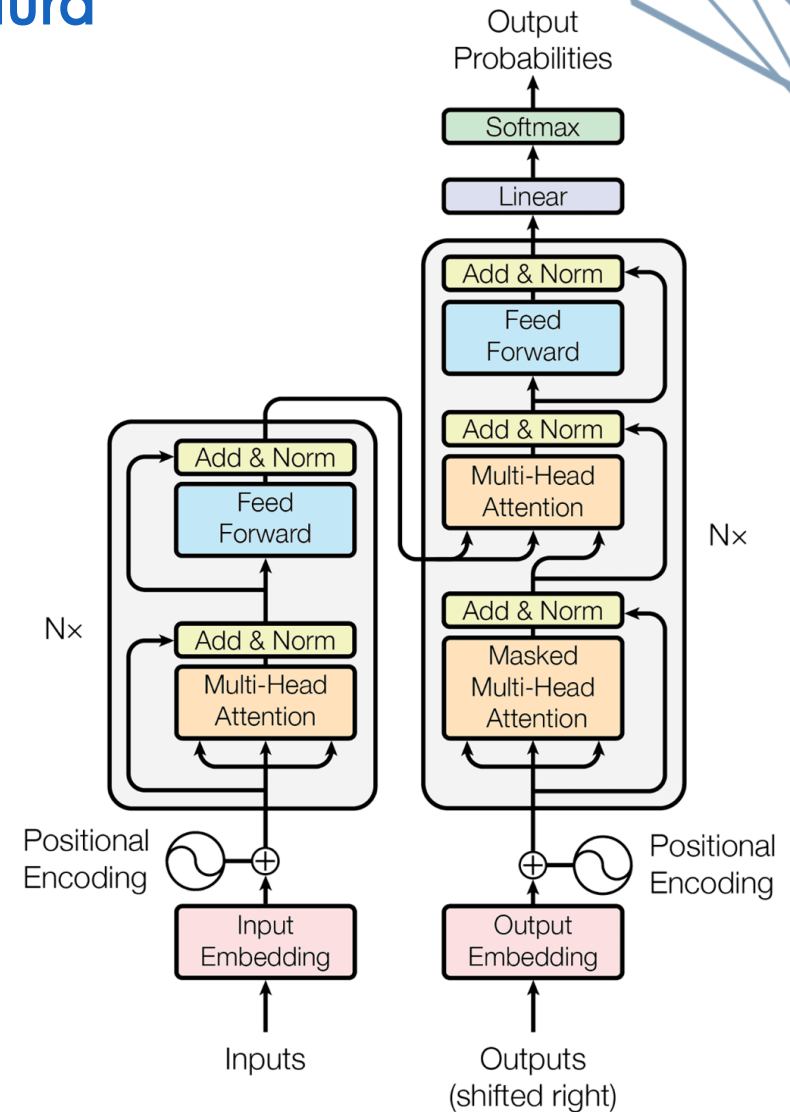 Output
Probabilities
Softmax
Linear
Add & Norm
Feed
Forward
Add & Norm
Multi-Head
Attention
Nx
Add & Norm
Masked
Multi-Head
Attention
Add & Norm
Feed
Forward
Nx
Add & Norm
Multi-Head
Attention
Positional
Encoding
Positional
Encoding
Input
Embedding
Output
Embedding
Inputs
Outputs
(shifted right)